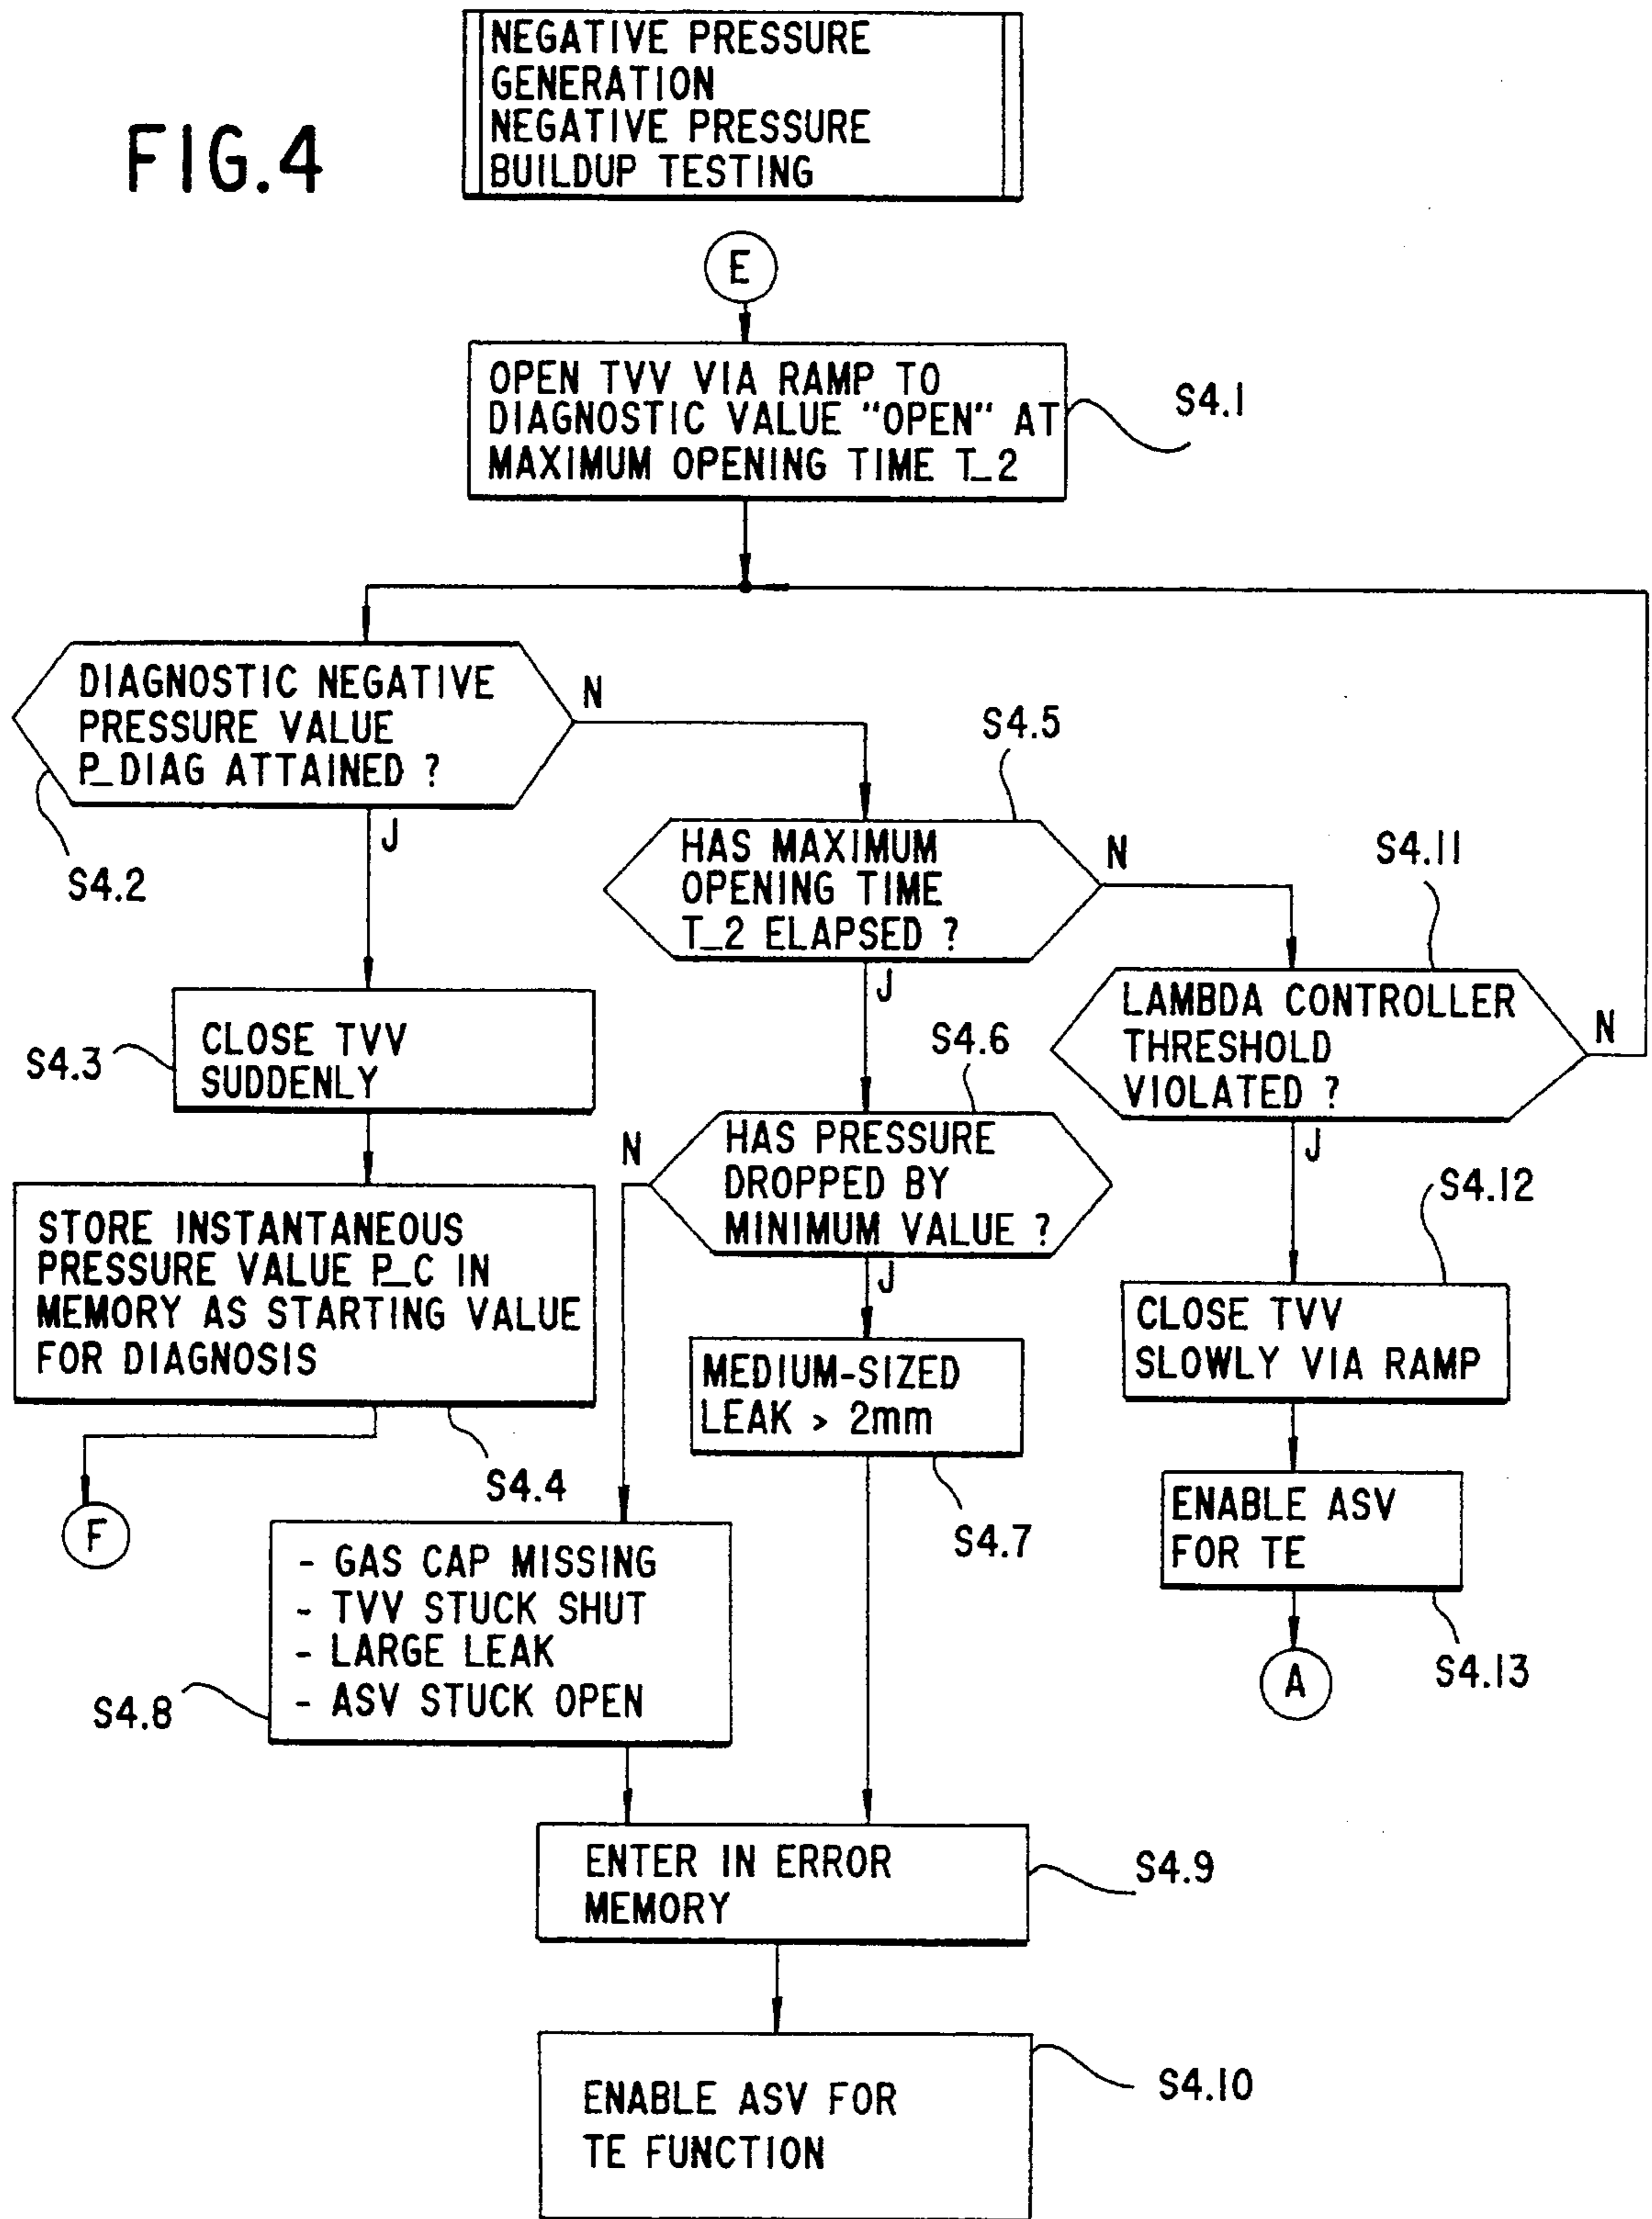 FIG.4
NEGATIVE PRESSURE
GENERATION
NEGATIVE PRESSURE
BUILDUP TESTING
E
OPEN TVV VIA RAMP TO
DIAGNOSTIC VALUE "OPEN" AT
MAXIMUM OPENING TIME T_2
S4.1
DIAGNOSTIC NEGATIVE
PRESSURE VALUE
P_DIAG ATTAINED ?
N
J
S4.2
S4.5
HAS MAXIMUM
OPENING TIME
T_2 ELAPSED ?
N
J
S4.11
LAMBDA CONTROLLER
THRESHOLD
VIOLATED ?
N
J
S4.3
CLOSE TVV
SUDDENLY
S4.6
N
HAS PRESSURE
DROPPED BY
MINIMUM VALUE ?
J
S4.12
CLOSE TVV
SLOWLY VIA RAMP
STORE INSTANTANEOUS
PRESSURE VALUE P_C IN
MEMORY AS STARTING VALUE
FOR DIAGNOSIS
S4.4
F
MEDIUM-SIZED
LEAK > 2mm
S4.7
ENABLE ASV
FOR TE
S4.13
A
- GAS CAP MISSING
- TVV STUCK SHUT
- LARGE LEAK
- ASV STUCK OPEN
S4.8
ENTER IN ERROR
MEMORY
S4.9
ENABLE ASV FOR
TE FUNCTION
S4.10